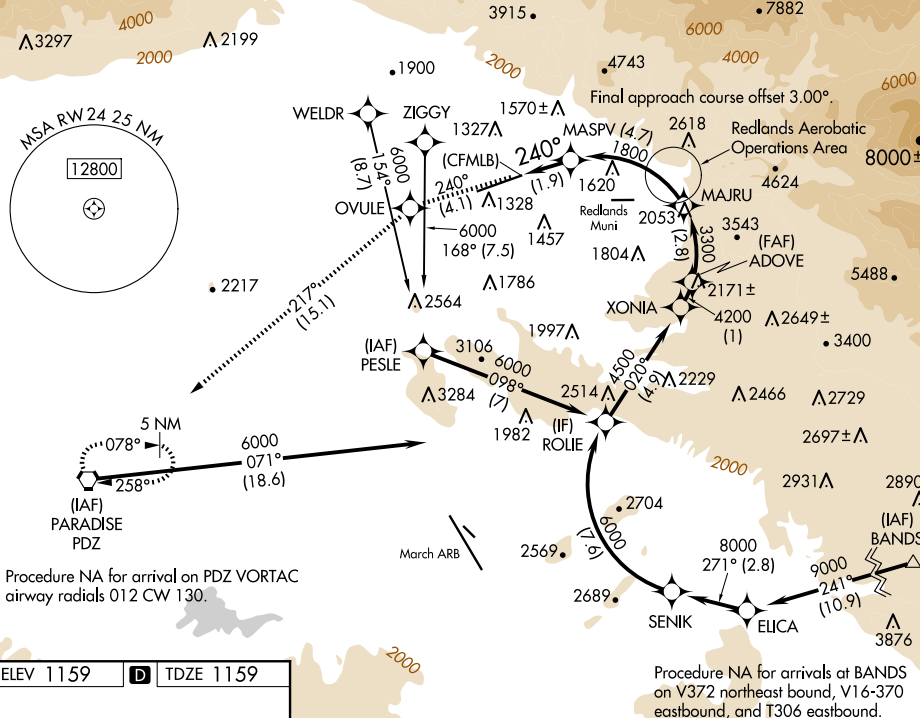 3915
7882
4000
6000
3297
2199
2000
2000
4000
4743
1900
6000
MSA RW24 25 NM
12800
WELDR
ZIGGY
1570±
Final approach course offset 3.00°.
1327
MASPV (4.7)
2618
Redlands Aerobatic
Operations Area
1800
(CFMLB)
240°
8000±
6000
154°
(8.7)
240°
(4.1)
(1.9)
1620
4624
1328
MAJRU
OVULE
Redlands
Muni
2053
6000
168° (7.5)
1457
3543
1804
(2.8)
3300
(FAF)
ADOVE
2217
1786
5488
217°
(15.1)
2564
2171±
XONIA
4200
(1)
2649±
1997
3400
(IAF)
PESLE
3106
6000
098°
(7)
4500
020°
(4.9)
2229
3284
2514
2466
2729
1982
(IF)
ROLIE
2697±
5 NM
078°
6000
071°
(18.6)
258°
2000
2931
2890
(IAF)
PARADISE
PDZ
2704
(IAF)
BANDS
6000
(7.6)
March ARB
2569
8000
271° (2.8)
9000
241°
(10.9)
Procedure NA for arrival on PDZ VORTAC
airway radials 012 CW 130.
2689
SENIK
ELICA
3876
2000
ELEV 1159
D
TDZE 1159
Procedure NA for arrivals at BANDS
on V372 northeast bound, V16-370
eastbound, and T306 eastbound.